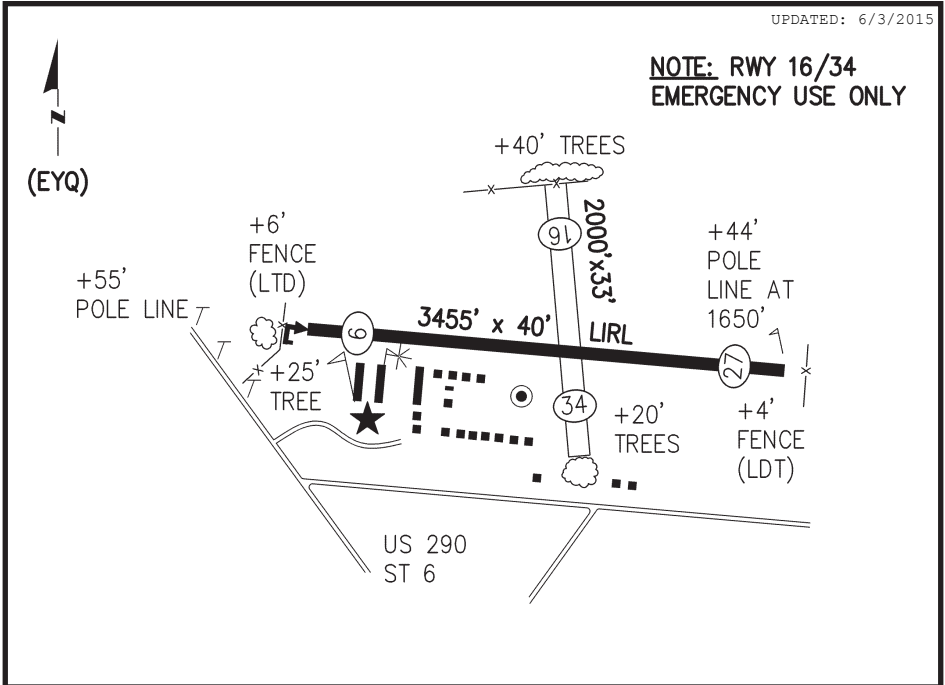 UPDATED: 6/3/2015
NOTE: RWY 16/34
EMERGENCY USE ONLY
N
(EYQ)
+40' TREES
16
2000'x33'
+6'
FENCE
(LTD)
+55'
POLE LINE
+44'
POLE
LINE AT
1650'
9
3455' x 40'
LIRL
27
+25'
TREE
34
+20'
TREES
+4'
FENCE
(LDT)
US 290
ST 6